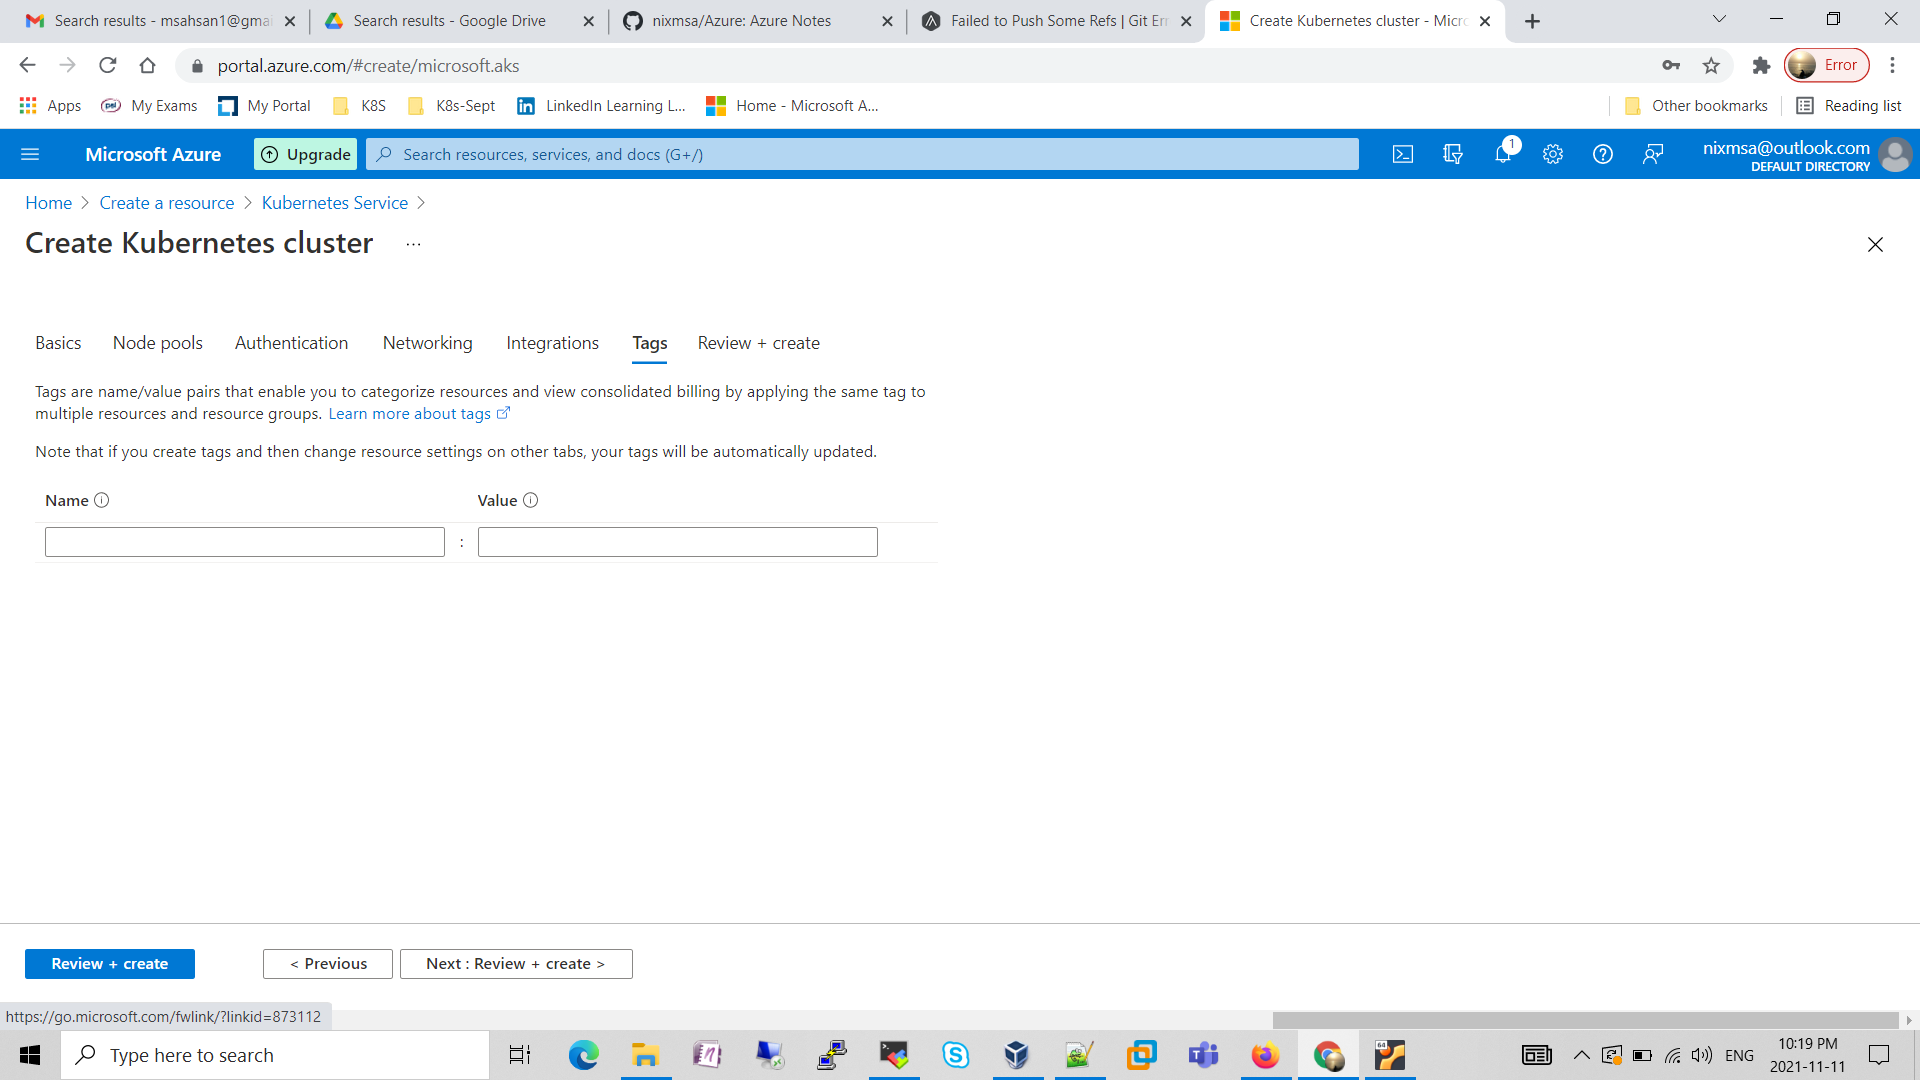 Search results - msahsan1@gmai
Search results - Google Drive
nixmsa/Azure: Azure Notes
Failed to Push Some Refs | Git Err
Create Kubernetes cluster - Micro
portal.azure.com/#create/microsoft.aks
Error
Apps
My Exams
My Portal
K8S
K8s-Sept
LinkedIn Learning L...
Home - Microsoft A...
Other bookmarks
Reading list
Microsoft Azure
Upgrade
Search resources, services, and docs (G+/)
1
nixmsa@outlook.com
DEFAULT DIRECTORY
Home > Create a resource > Kubernetes Service >
Create Kubernetes cluster ...
Basics
Node pools
Authentication
Networking
Integrations
Tags
Review + create
Tags are name/value pairs that enable you to categorize resources and view consolidated billing by applying the same tag to
multiple resources and resource groups. Learn more about tags
Note that if you create tags and then change resource settings on other tabs, your tags will be automatically updated.
Name
Value
:
Review + create
< Previous
Next : Review + create >
https://go.microsoft.com/fwlink/?linkid=873112
Type here to search
64
ENG
10:19 PM
2021-11-11